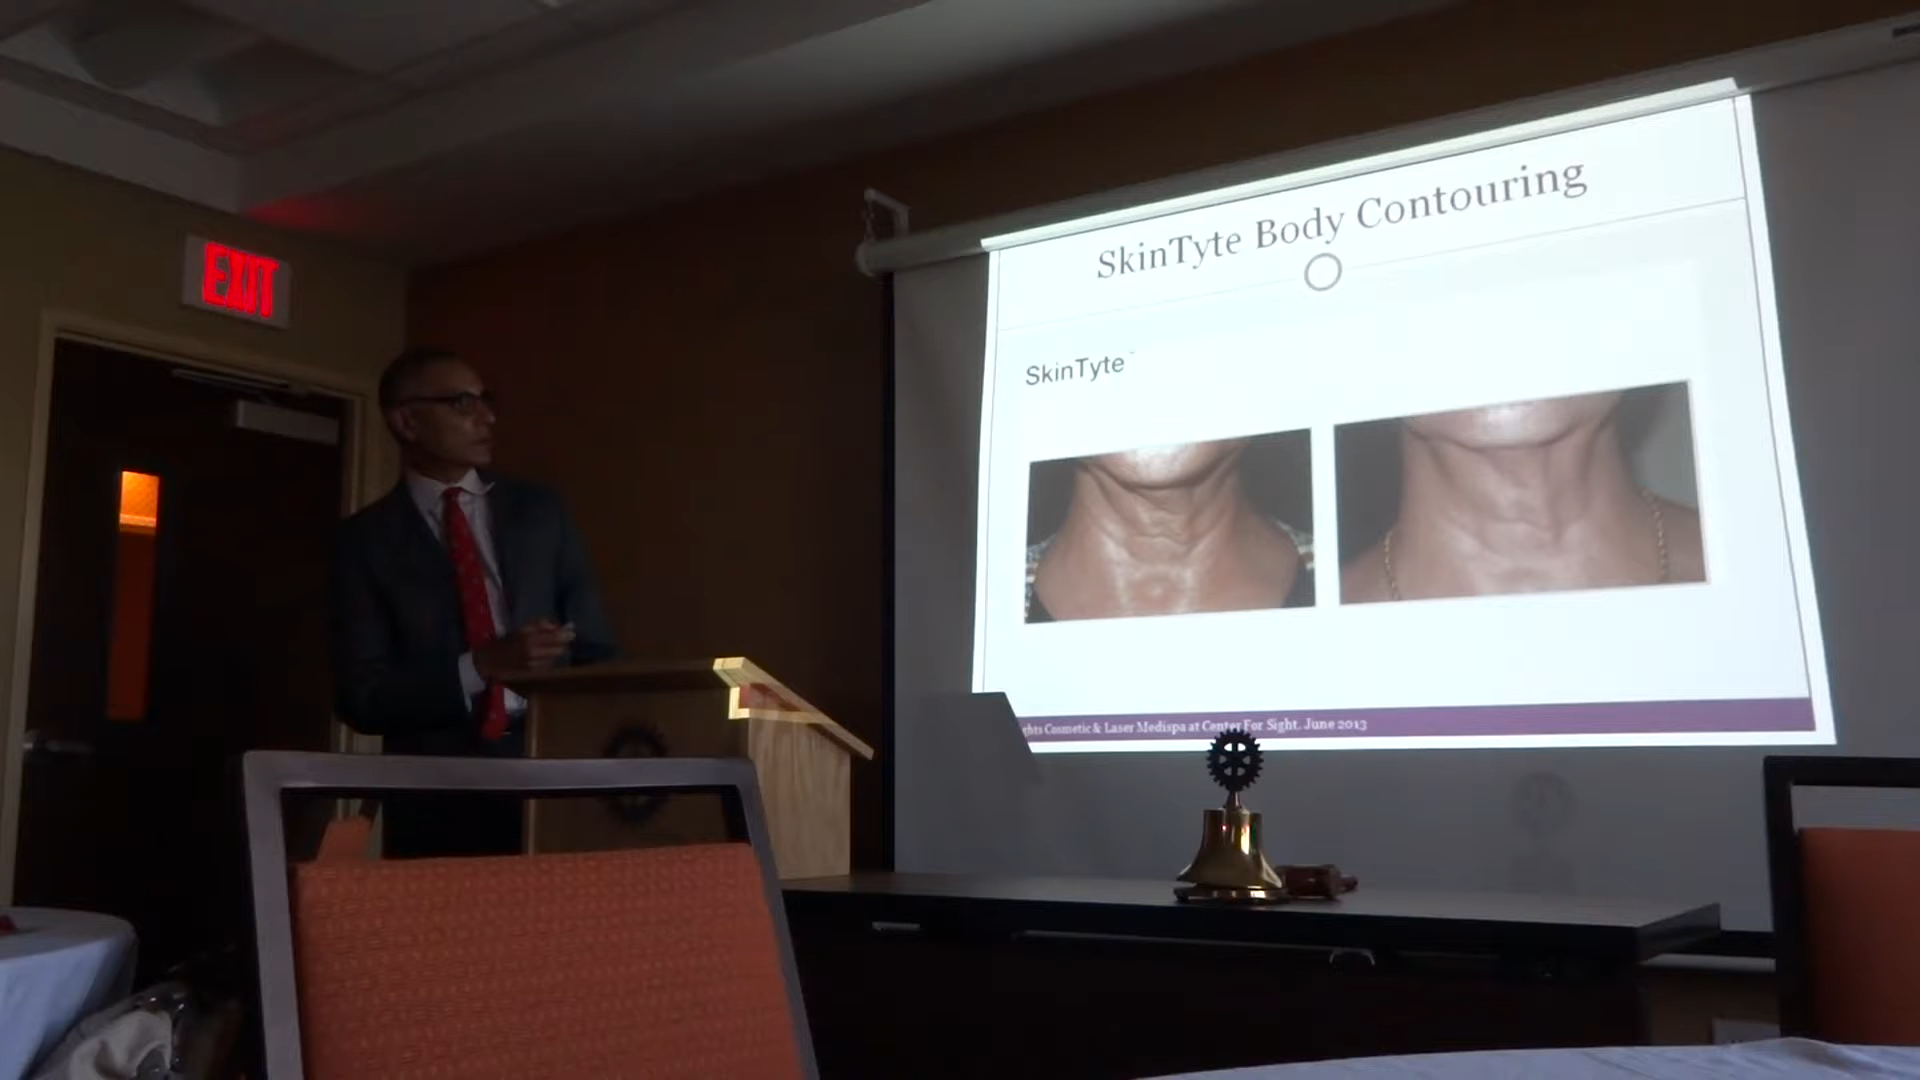 EXIT
SkinTyte Body Contouring
SkinTyte
Cosmetic & Laser Medispa at Center For Sight. June 2013